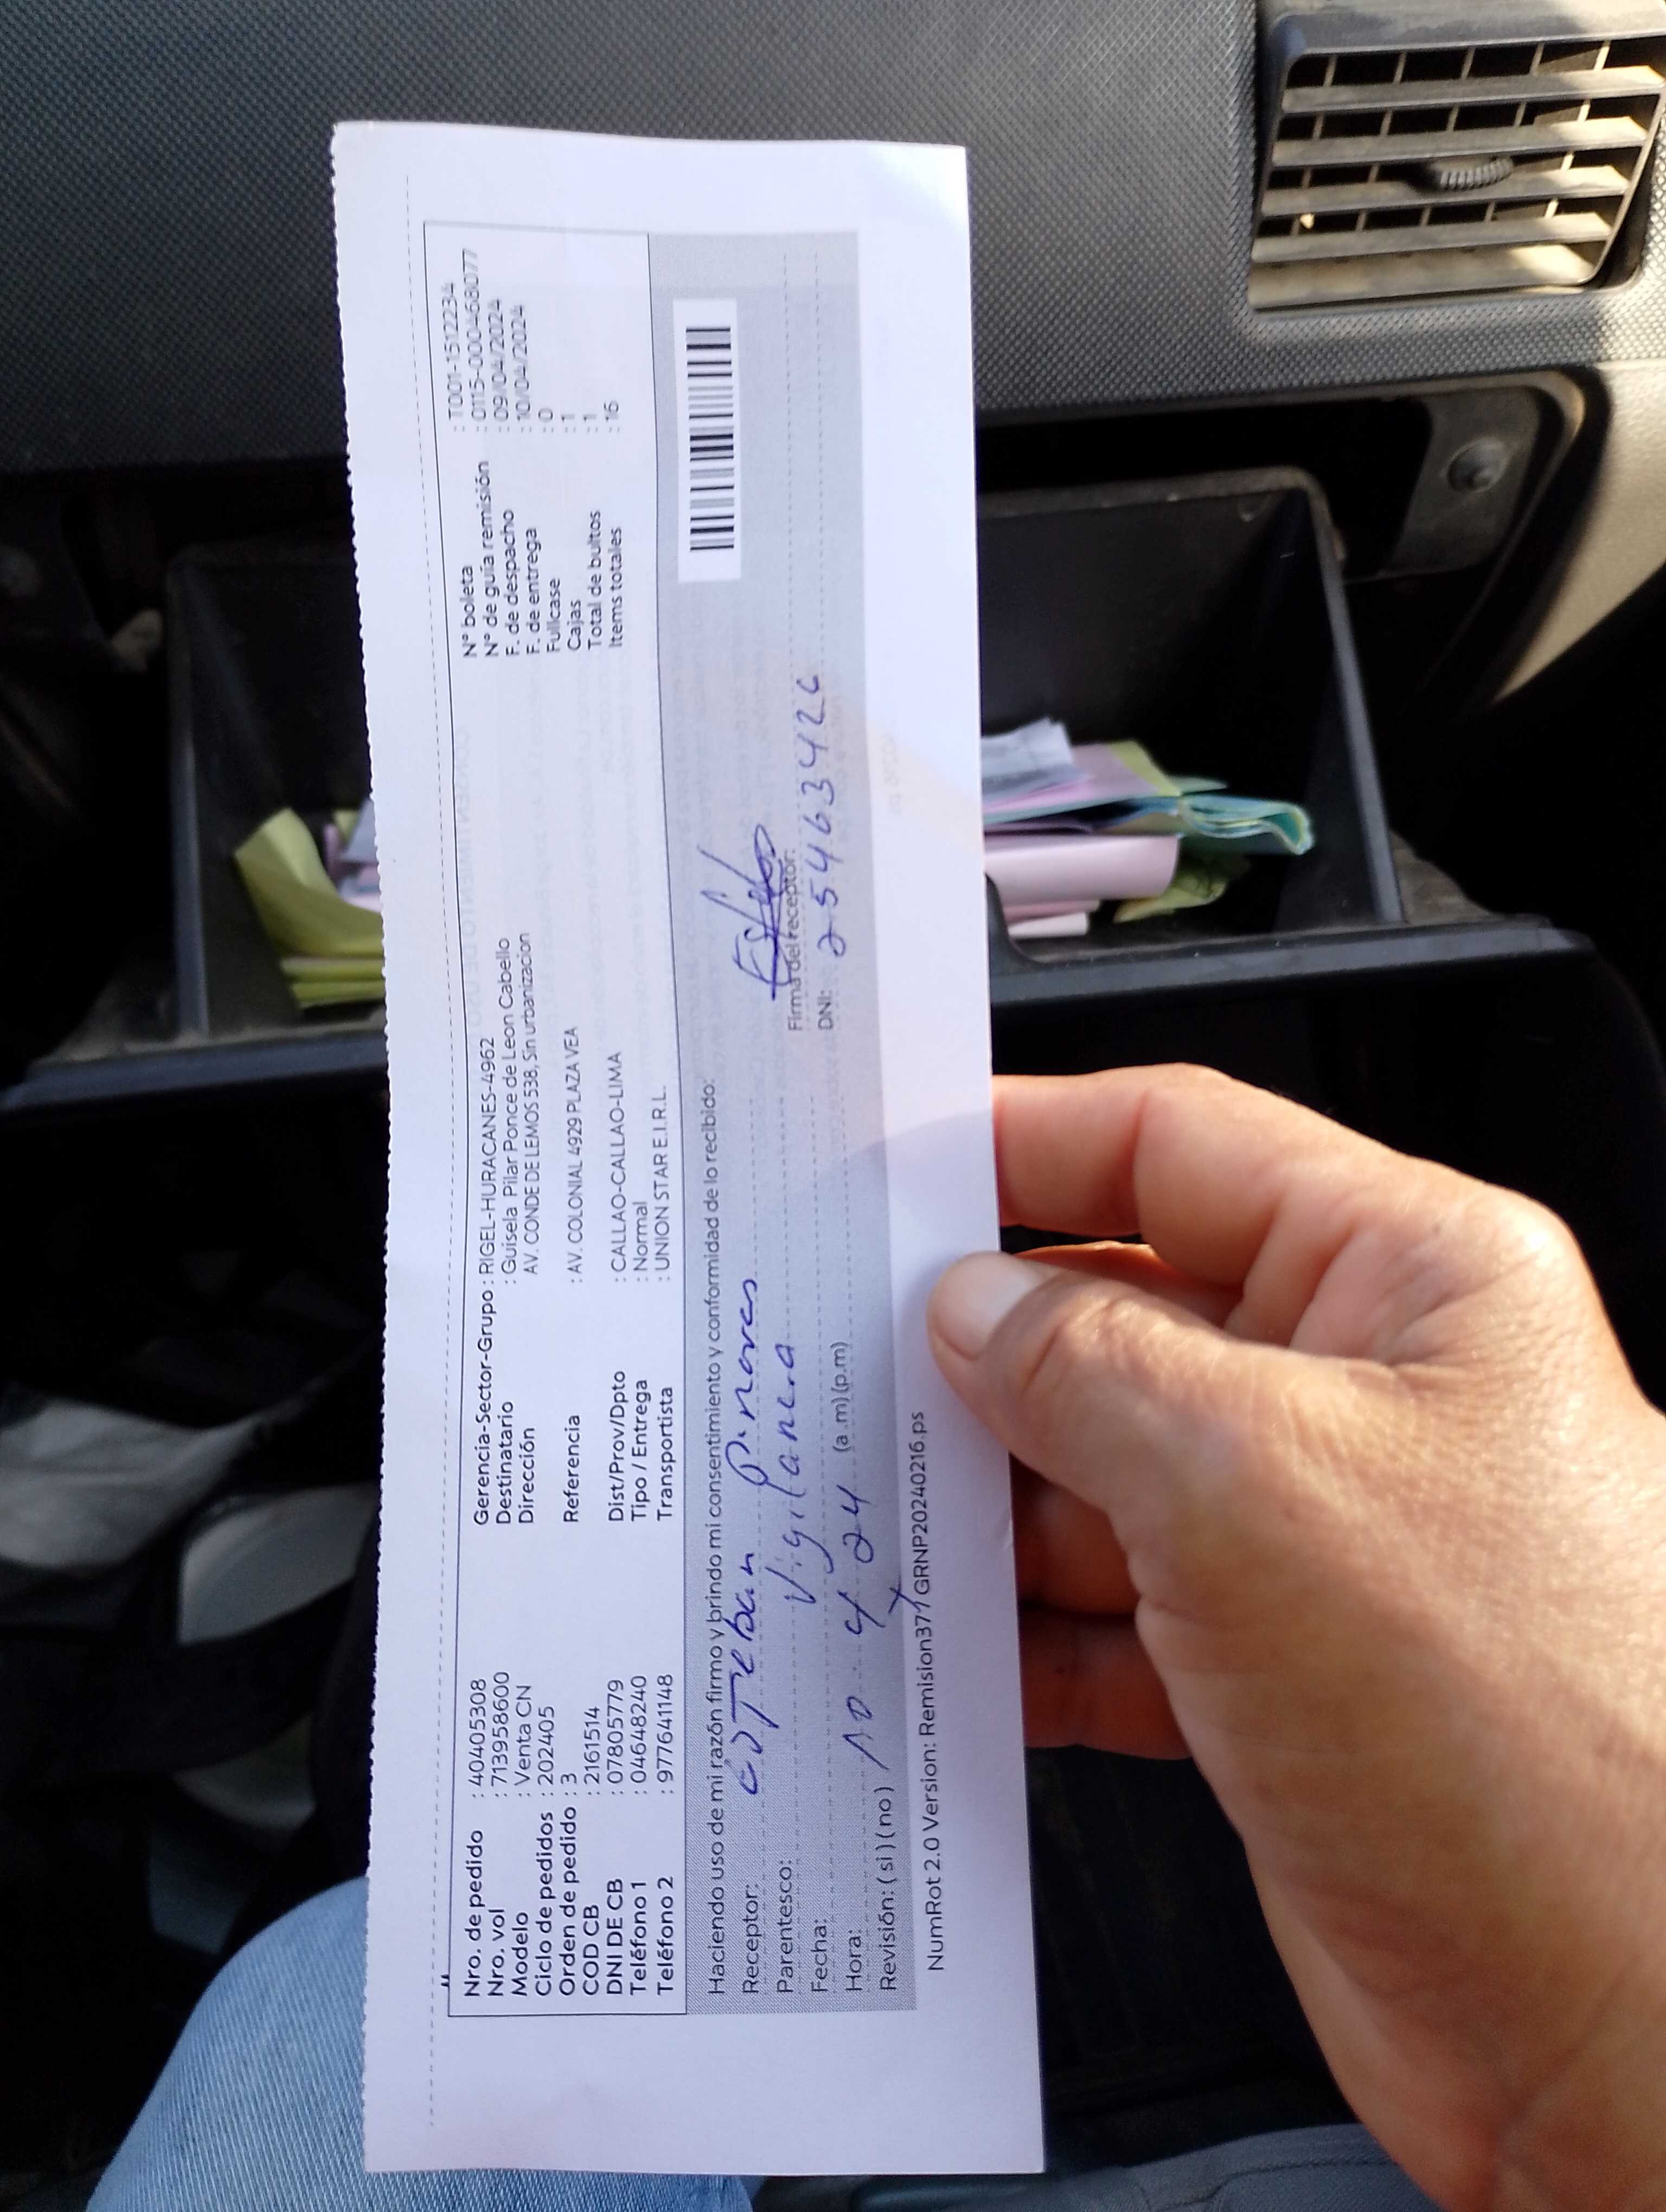 Nro. de pedido : 40405308
Nro. vol : 713958600
Modelo : Venta CN
Ciclo de pedidos : 202405
Orden de pedido : 3
COD CB : 2161514
DNI DE CB : 07805779
Teléfono 1 : 04648240
Teléfono 2 : 977641148
Gerencia-Sector-Grupo : RIGEL-HURACANES-4962
Destinatario : Guisela Pilar Ponce de Leon Cabello
Dirección AV. CONDE DE LEMOS 538, Sin urbanizacion
Referencia : AV. COLONIAL 4929 PLAZA VEA
Dist/Prov/Dpto : CALLAO-CALLAO-LIMA
Tipo / Entrega : Normal
Transportista : UNION STAR E.I.R.L.
N° boleta : T001-1512234
N° de guía remisión : 0115-0000468077
F. de despacho : 09/04/2024
F. de entrega : 10/04/2024
Fullcase : 0
Cajas : 1
Total de bultos : 1
Items totales : 16
Haciendo uso de mi razón firmo y brindo mi consentimiento y conformidad de lo recibido:
Receptor: Esteban Pinares
Parentesco: Vigilancia
Fecha: 10 4 24
Hora: (a.m) (p.m)
Revisión: ( si ) ( no )
Firma del receptor:
DNI: 25463426
NumRot 2.0 Version: Remision371GRNP20240216.ps